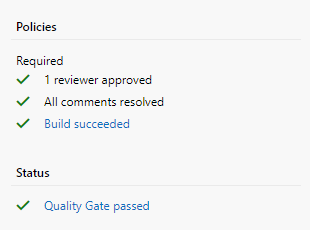 Policies
Required
1 reviewer approved
All comments resolved
Build succeeded
Status
Quality Gate passed